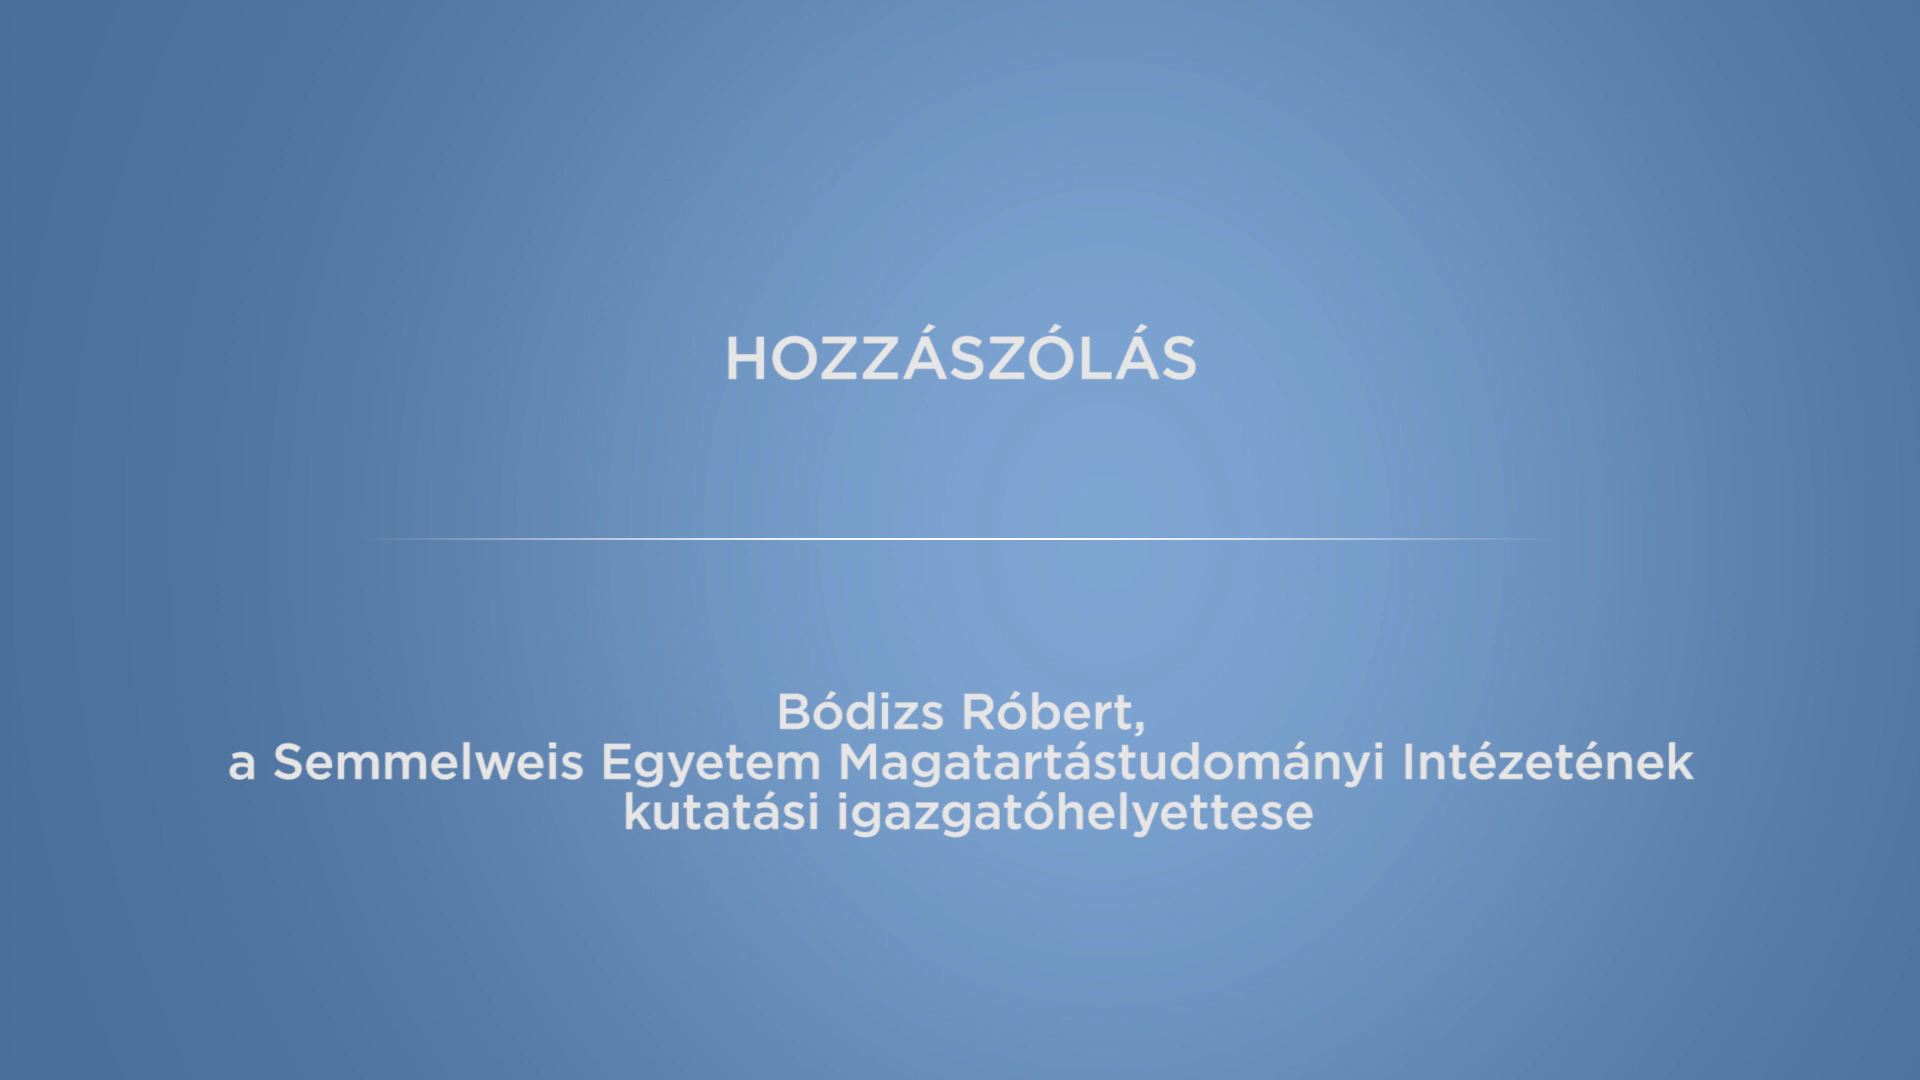 HOZZÁSZÓLÁS
Bódizs Róbert,
a Semmelweis Egyetem Magatartástudományi Intézetének
kutatási igazgatóhelyettese